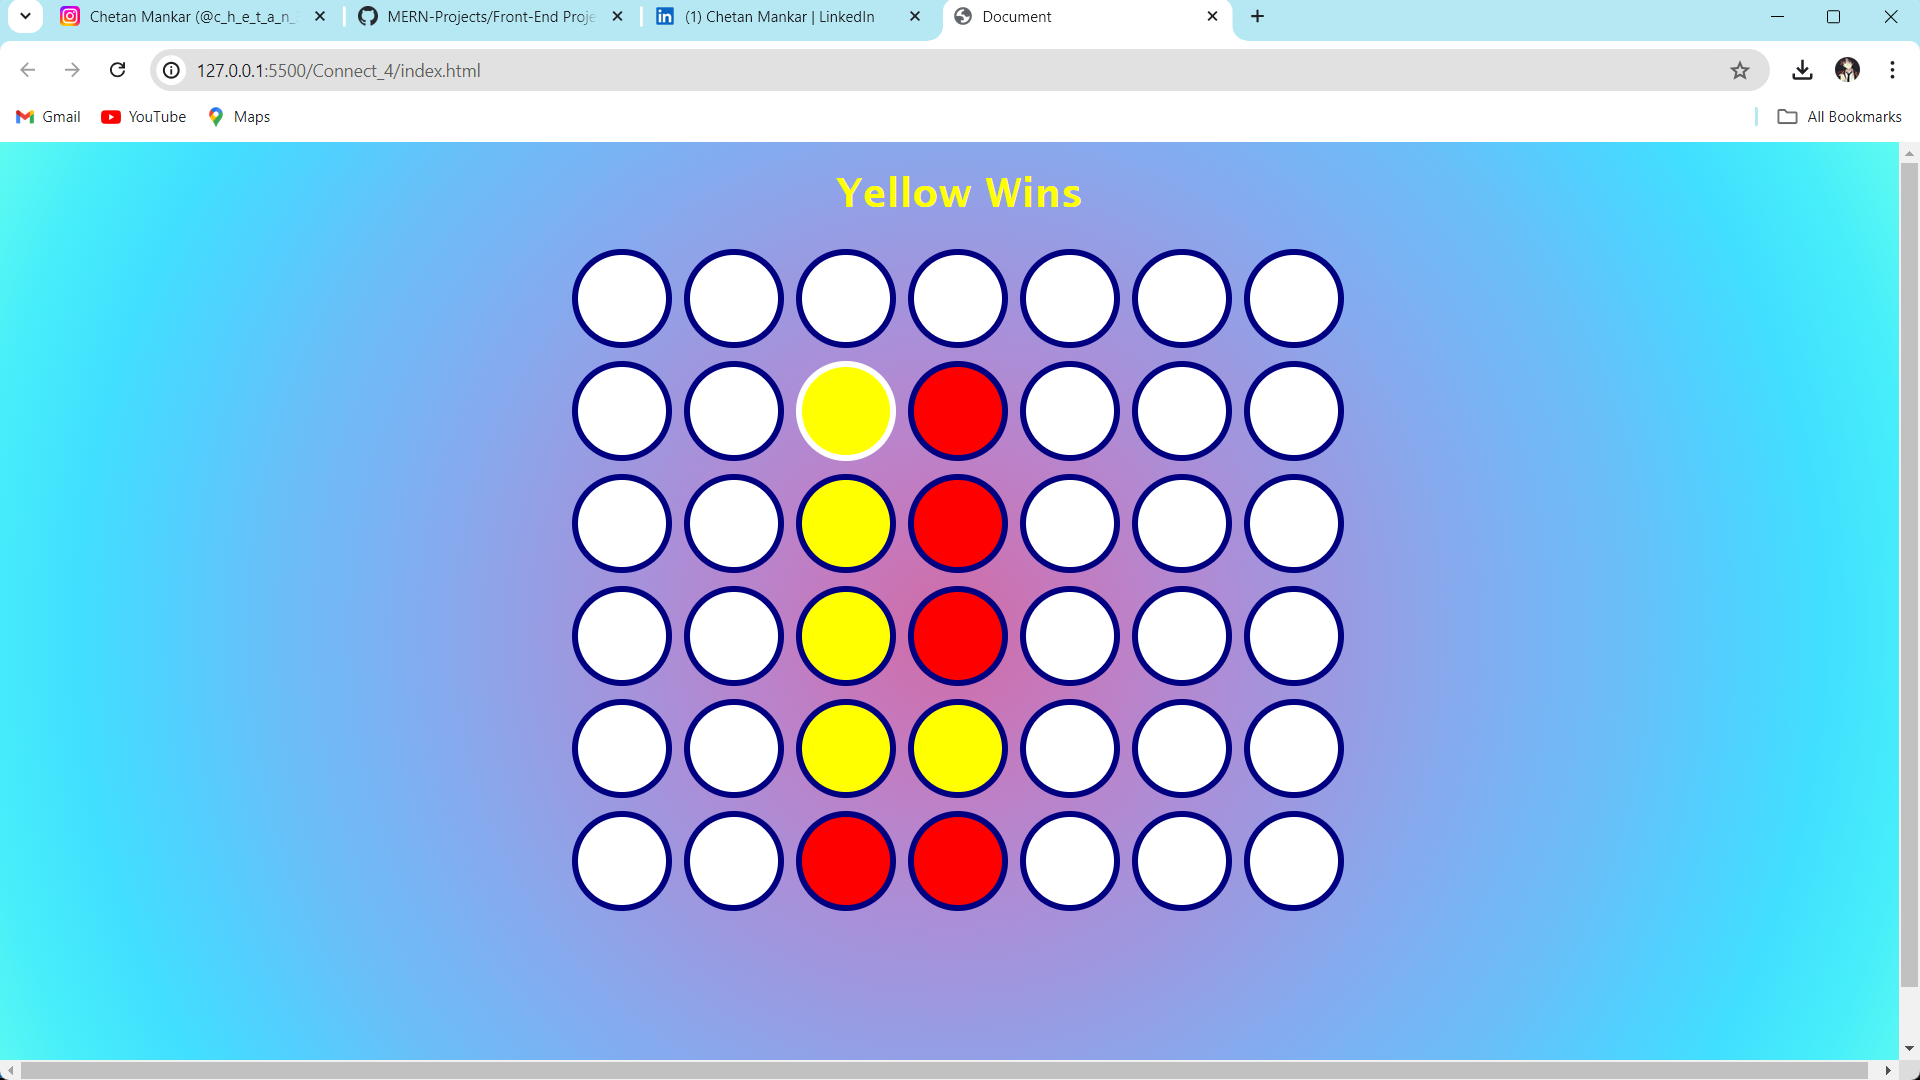 Chetan Mankar (@c_h_e_t_a_n_
MERN-Projects/Front-End Proje
(1) Chetan Mankar | LinkedIn
Document
127.0.0.1:5500/Connect_4/index.html
Gmail
YouTube
Maps
All Bookmarks
Yellow Wins